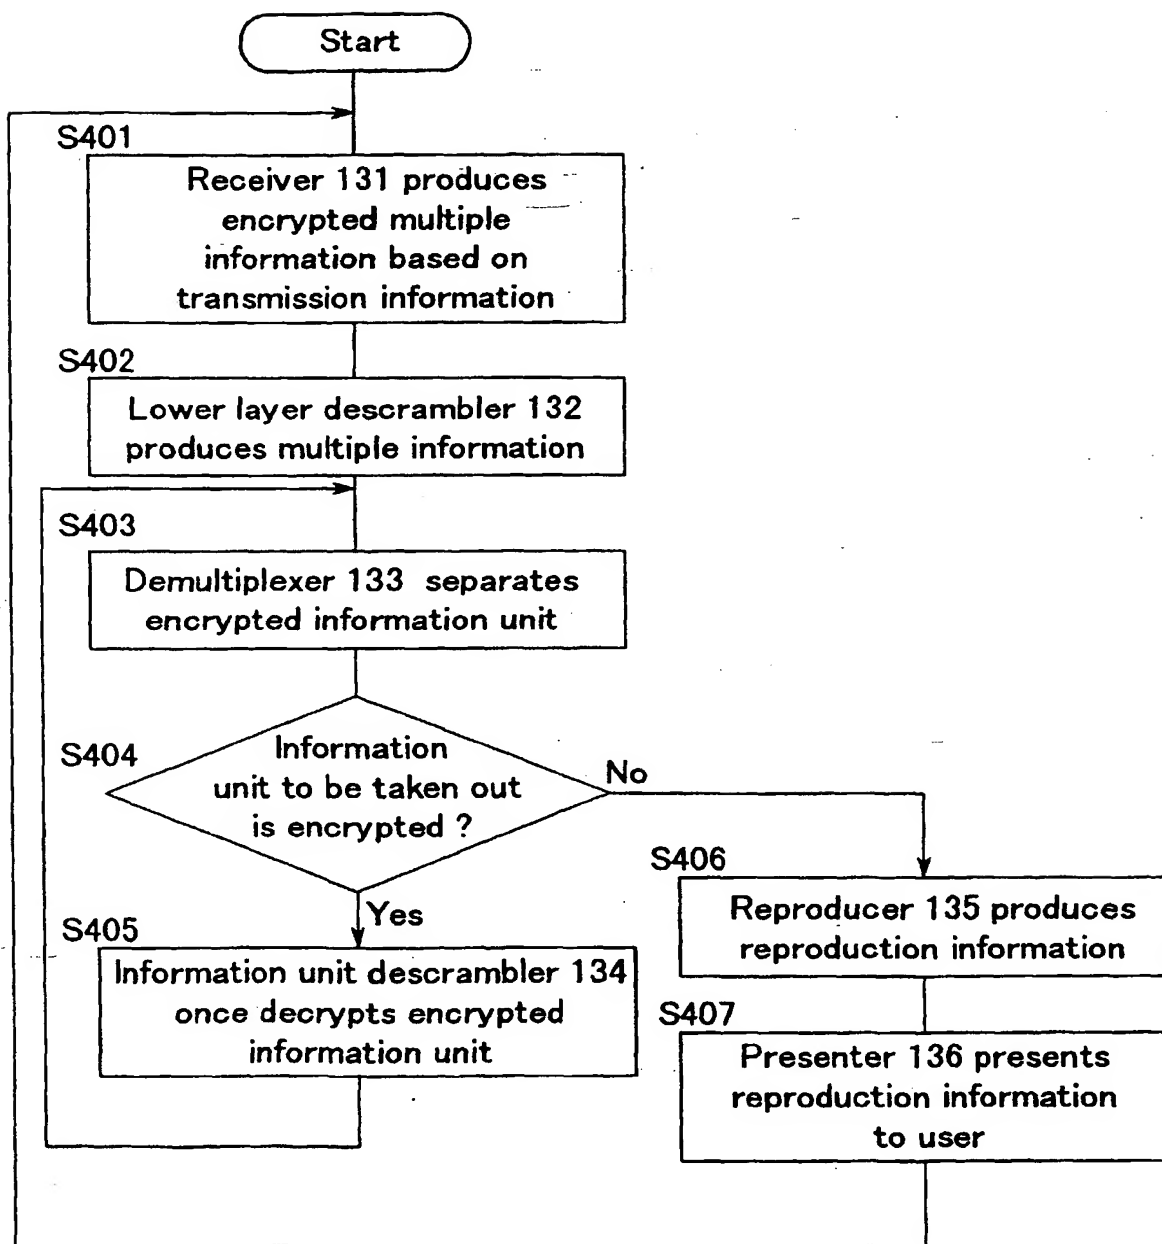 Start
S401
Receiver 131 produces
encrypted multiple
information based on
transmission information
S402
Lower layer descrambler 132
produces multiple information
S403
Demultiplexer 133 separates
encrypted information unit
S404
Information
unit to be taken out
is encrypted ?
No
Yes
S405
Information unit descrambler 134
once decrypts encrypted
information unit
S406
Reproducer 135 produces
reproduction information
S407
Presenter 136 presents
reproduction information
to user